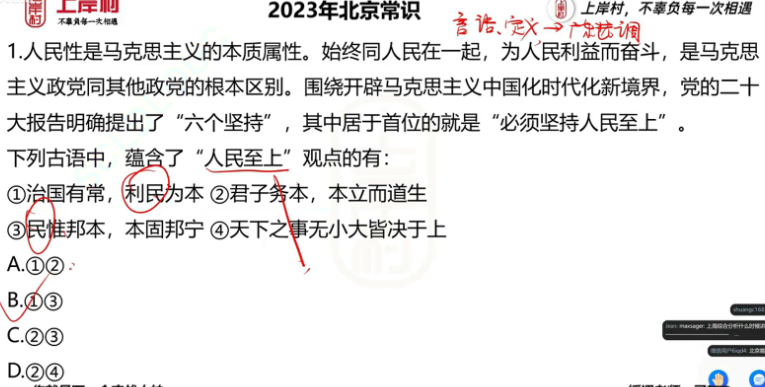 上岸村
不辜负每一次相遇
2023年北京常识
上岸村，不辜负每一次相遇
1.人民性是马克思主义的本质属性。始终同人民在一起，为人民利益而奋斗，是马克思
主义政党同其他政党的根本区别。围绕开辟马克思主义中国化时代化新境界，党的二十
大报告明确提出了“六个坚持”，其中居于首位的就是“必须坚持人民至上”。
下列古语中，蕴含了“人民至上”观点的有：
①治国有常，利民为本 ②君子务本，本立而道生
③民惟邦本，本固邦宁 ④天下之事无小大皆决于上
A.①②
B.①③
C.②③
D.②④